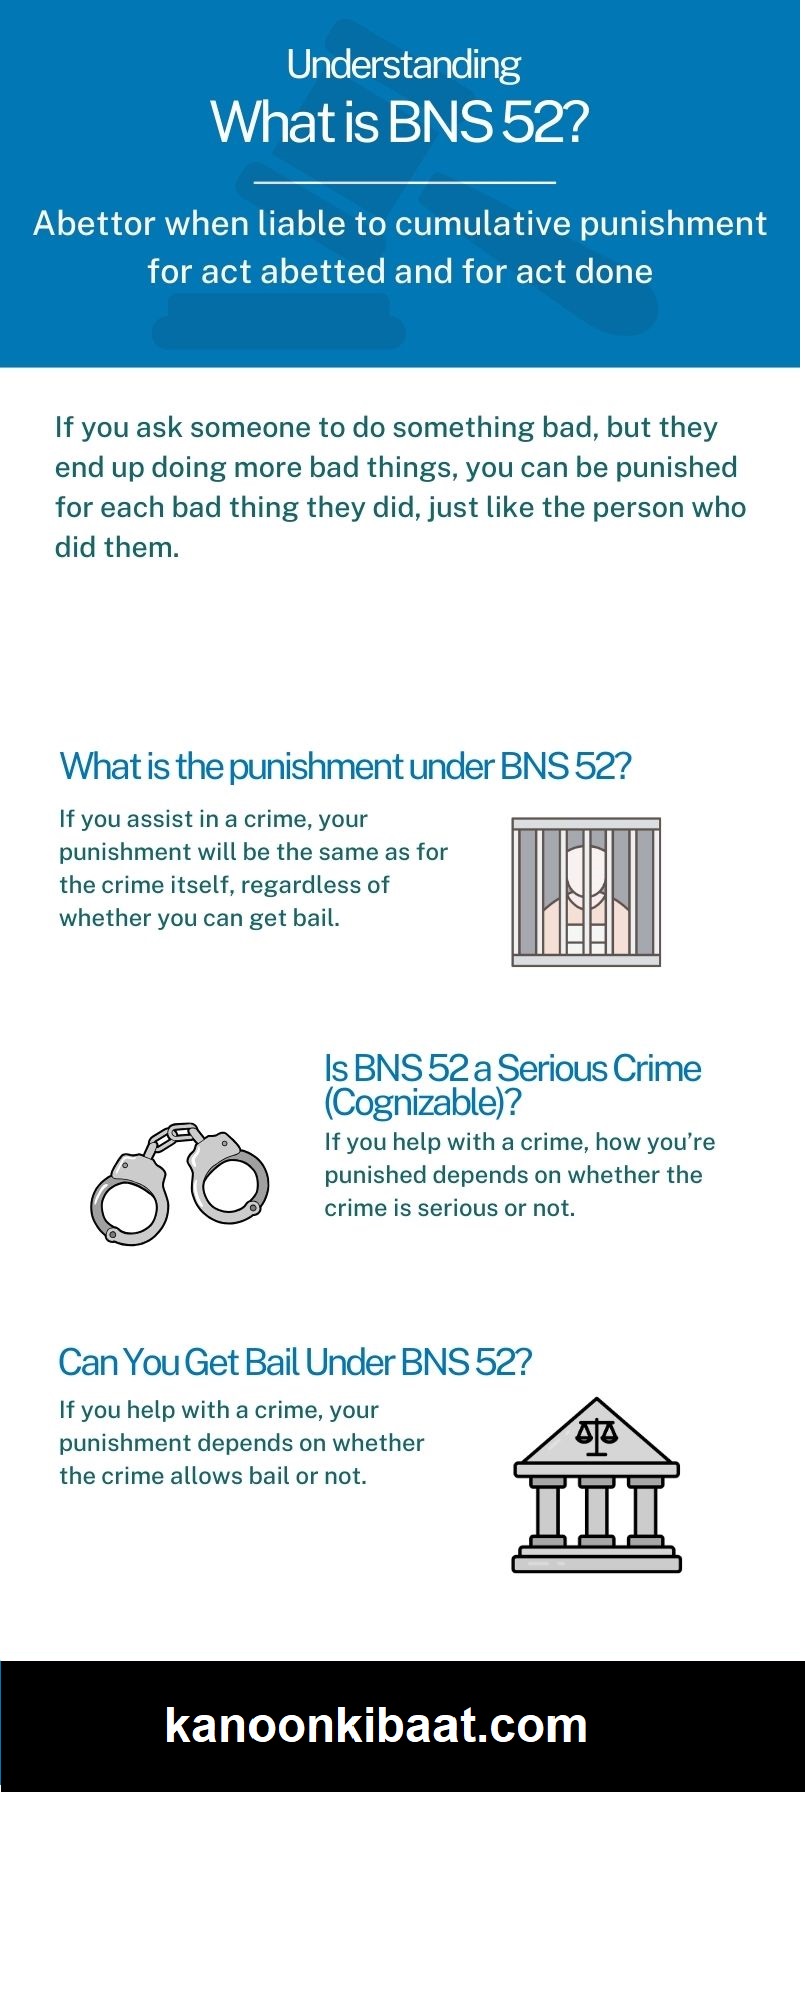 Understanding
What is BNS 52?
Abettor when liable to cumulative punishment
for act abetted and for act done
If you ask someone to do something bad, but they
end up doing more bad things, you can be punished
for each bad thing they did, just like the person who
did them.
What is the punishment under BNS 52?
If you assist in a crime, your
punishment will be the same as for
the crime itself, regardless of
whether you can get bail.
Is BNS 52 a Serious Crime
(Cognizable)?
If you help with a crime, how you’re
punished depends on whether the
crime is serious or not.
Can You Get Bail Under BNS 52?
If you help with a crime, your
punishment depends on whether
the crime allows bail or not.
kanoonkibaat.com